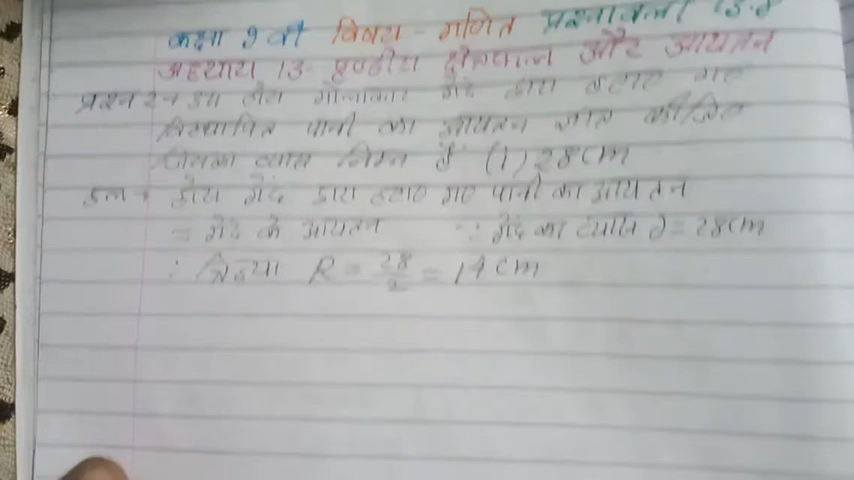 कक्षा 9 वी विषय - गणित प्रश्नावली 13.8
अध्याय 13- पृष्ठीय क्षेत्रफल और आयतन
प्रश्न 2→ उस ठोस गोलाकार गेंद द्वारा हटाए गए
विस्थापित पानी का आयतन ज्ञात कीजिए
जिसका व्यास निम्न है (1) 28cm
हल → ठोस गेंद द्वारा हटाए गए पानी का आयतन
= गेंद के आयतन ∵ गेंद का व्यास = 28cm
∴ त्रिज्या R = 28/2 = 14 cm